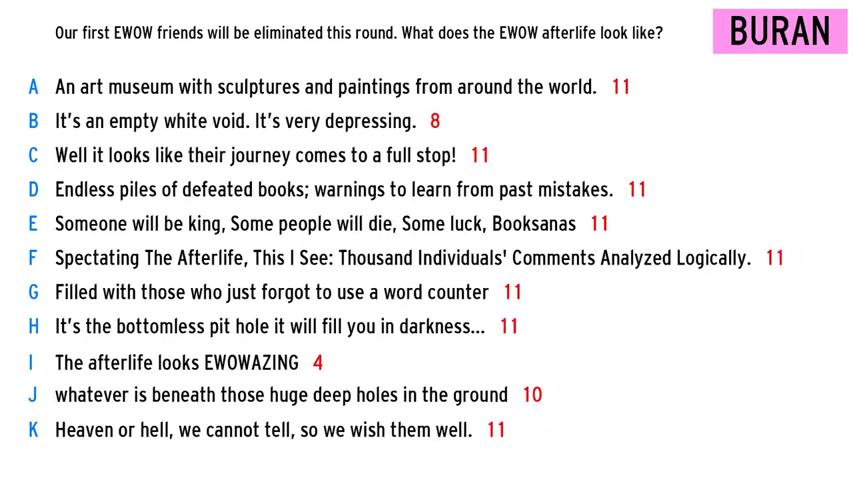 Our first EWOW friends will be eliminated this round. What does the EWOW afterlife look like?
BURAN
A An art museum with sculptures and paintings from around the world. 11
B It's an empty white void. It's very depressing. 8
C Well it looks like their journey comes to a full stop! 11
D Endless piles of defeated books; warnings to learn from past mistakes. 11
E Someone will be king, Some people will die, Some luck, Booksanas 11
F Spectating The Afterlife, This I See: Thousand Individuals' Comments Analyzed Logically. 11
G Filled with those who just forgot to use a word counter 11
H It's the bottomless pit hole it will fill you in darkness... 11
I The afterlife looks EWOWAZING 4
J whatever is beneath those huge deep holes in the ground 10
K Heaven or hell, we cannot tell, so we wish them well. 11